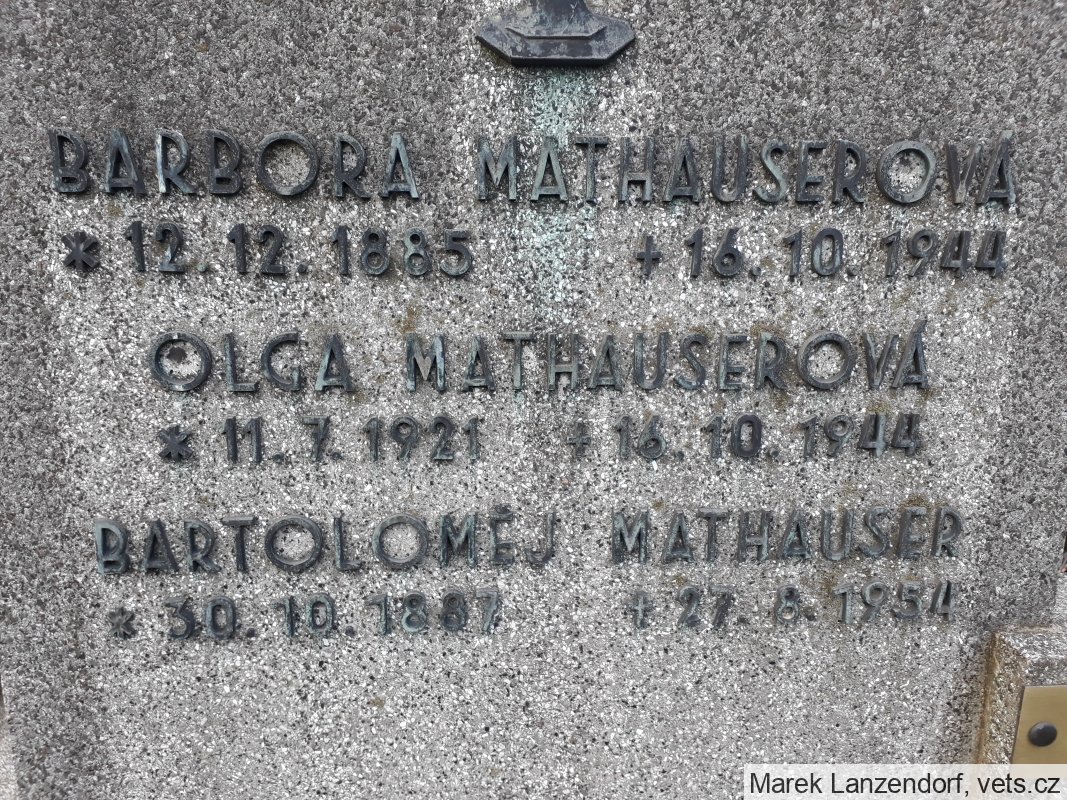 BARBORA MATHAUSEROVÁ
* 12. 12. 1885 + 16. 10. 1944
OLGA MATHAUSEROVÁ
* 11. 7. 1921 + 16. 10. 1944
BARTOLOMĚJ MATHAUSER
* 30. 10. 1887 + 27. 8. 1954
Marek Lanzendorf, vets.cz